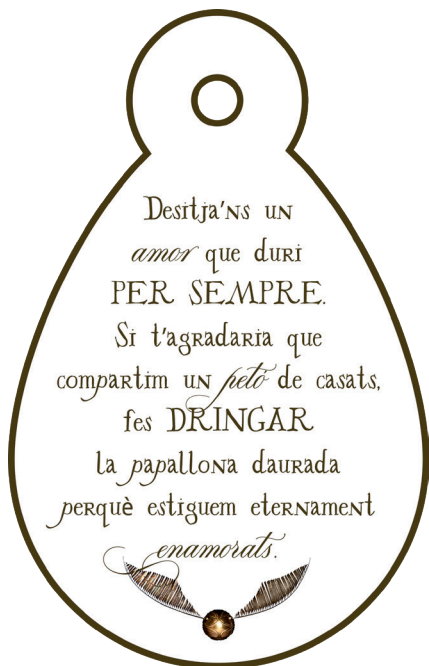 Desitja'ns un
amor que duri
PER SEMPRE.
Si t'agradaria que
compartim un petó de casats,
fes DRINGAR
la papallona daurada
perquè estiguem eternament
enamorats.